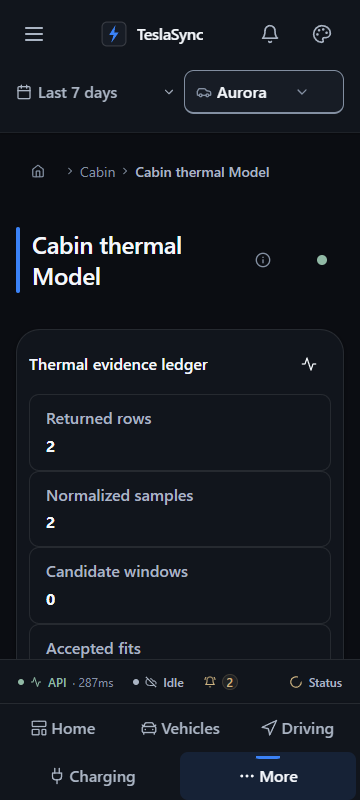 TeslaSync
Last 7 days
Aurora
Cabin
Cabin thermal Model
Cabin thermal
Model
Thermal evidence ledger
Returned rows
2
Normalized samples
2
Candidate windows
0
Accepted fits
API · 287ms
Idle
2
Status
Home
Vehicles
Driving
Charging
More